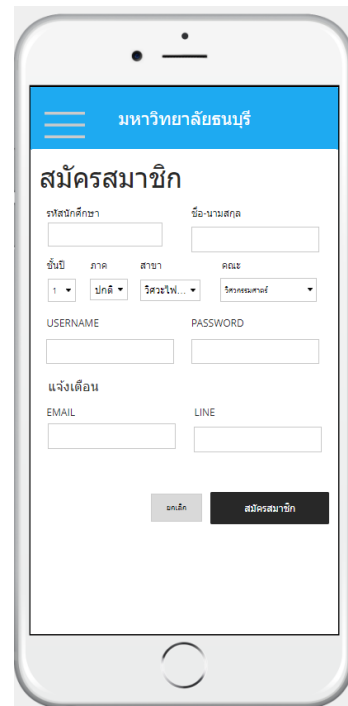 มหาวิทยาลัยธนบุรี
สมัครสมาชิก
รหัสนักศึกษา ชื่อ-นามสกุล
ชั้นปี ภาค สาขา คณะ
1 ปกติ วิศวะไฟ... วิศวกรรมศาสตร์
USERNAME PASSWORD
แจ้งเตือน
EMAIL LINE
ยกเลิก สมัครสมาชิก